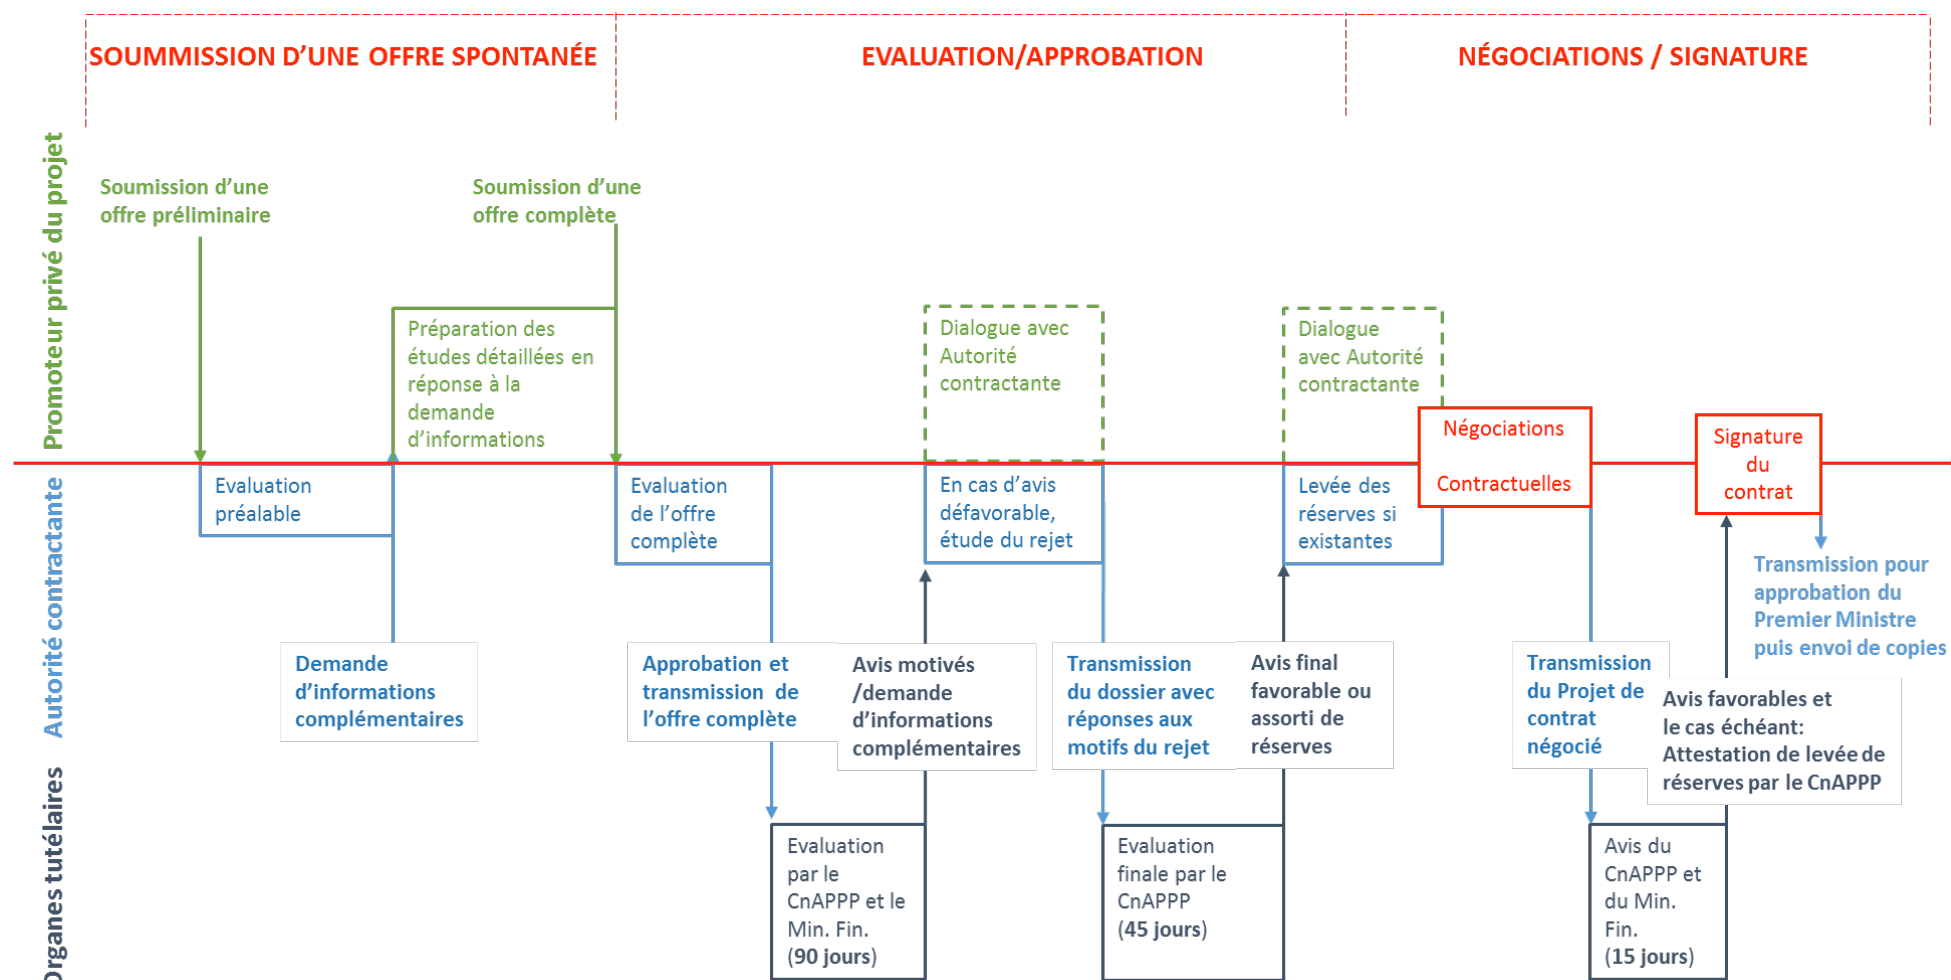 SOUMMISSION D'UNE OFFRE SPONTANÉE
EVALUATION/APPROBATION
NÉGOCIATIONS / SIGNATURE
Promoteur privé du projet
Soumission d'une
offre préliminaire
Soumission d'une
offre complète
Préparation des
études détaillées en
réponse à la
demande
d'informations
Dialogue avec
Autorité
contractante
Dialogue
avec Autorité
contractante
Négociations
Contractuelles
Signature
du
contrat
Autorité contractante
Evaluation
préalable
Evaluation
de l'offre
complète
En cas d'avis
défavorable,
étude du rejet
Levée des
réserves si
existantes
Transmission pour
approbation du
Premier Ministre
puis envoi de copies
Demande
d'informations
complémentaires
Approbation et
transmission de
l'offre complète
Avis motivés
/demande
d'informations
complémentaires
Transmission
du dossier avec
réponses aux
motifs du rejet
Avis final
favorable ou
assorti de
réserves
Transmission
du Projet de
contrat
négocié
Avis favorables et
le cas échéant:
Attestation de levée de
réserves par le CnAPPP
Organes tutélaires
Evaluation
par le
CnAPPP et le
Min. Fin.
(90 jours)
Evaluation
finale par le
CnAPPP
(45 jours)
Avis du
CnAPPP et
du Min.
Fin.
(15 jours)